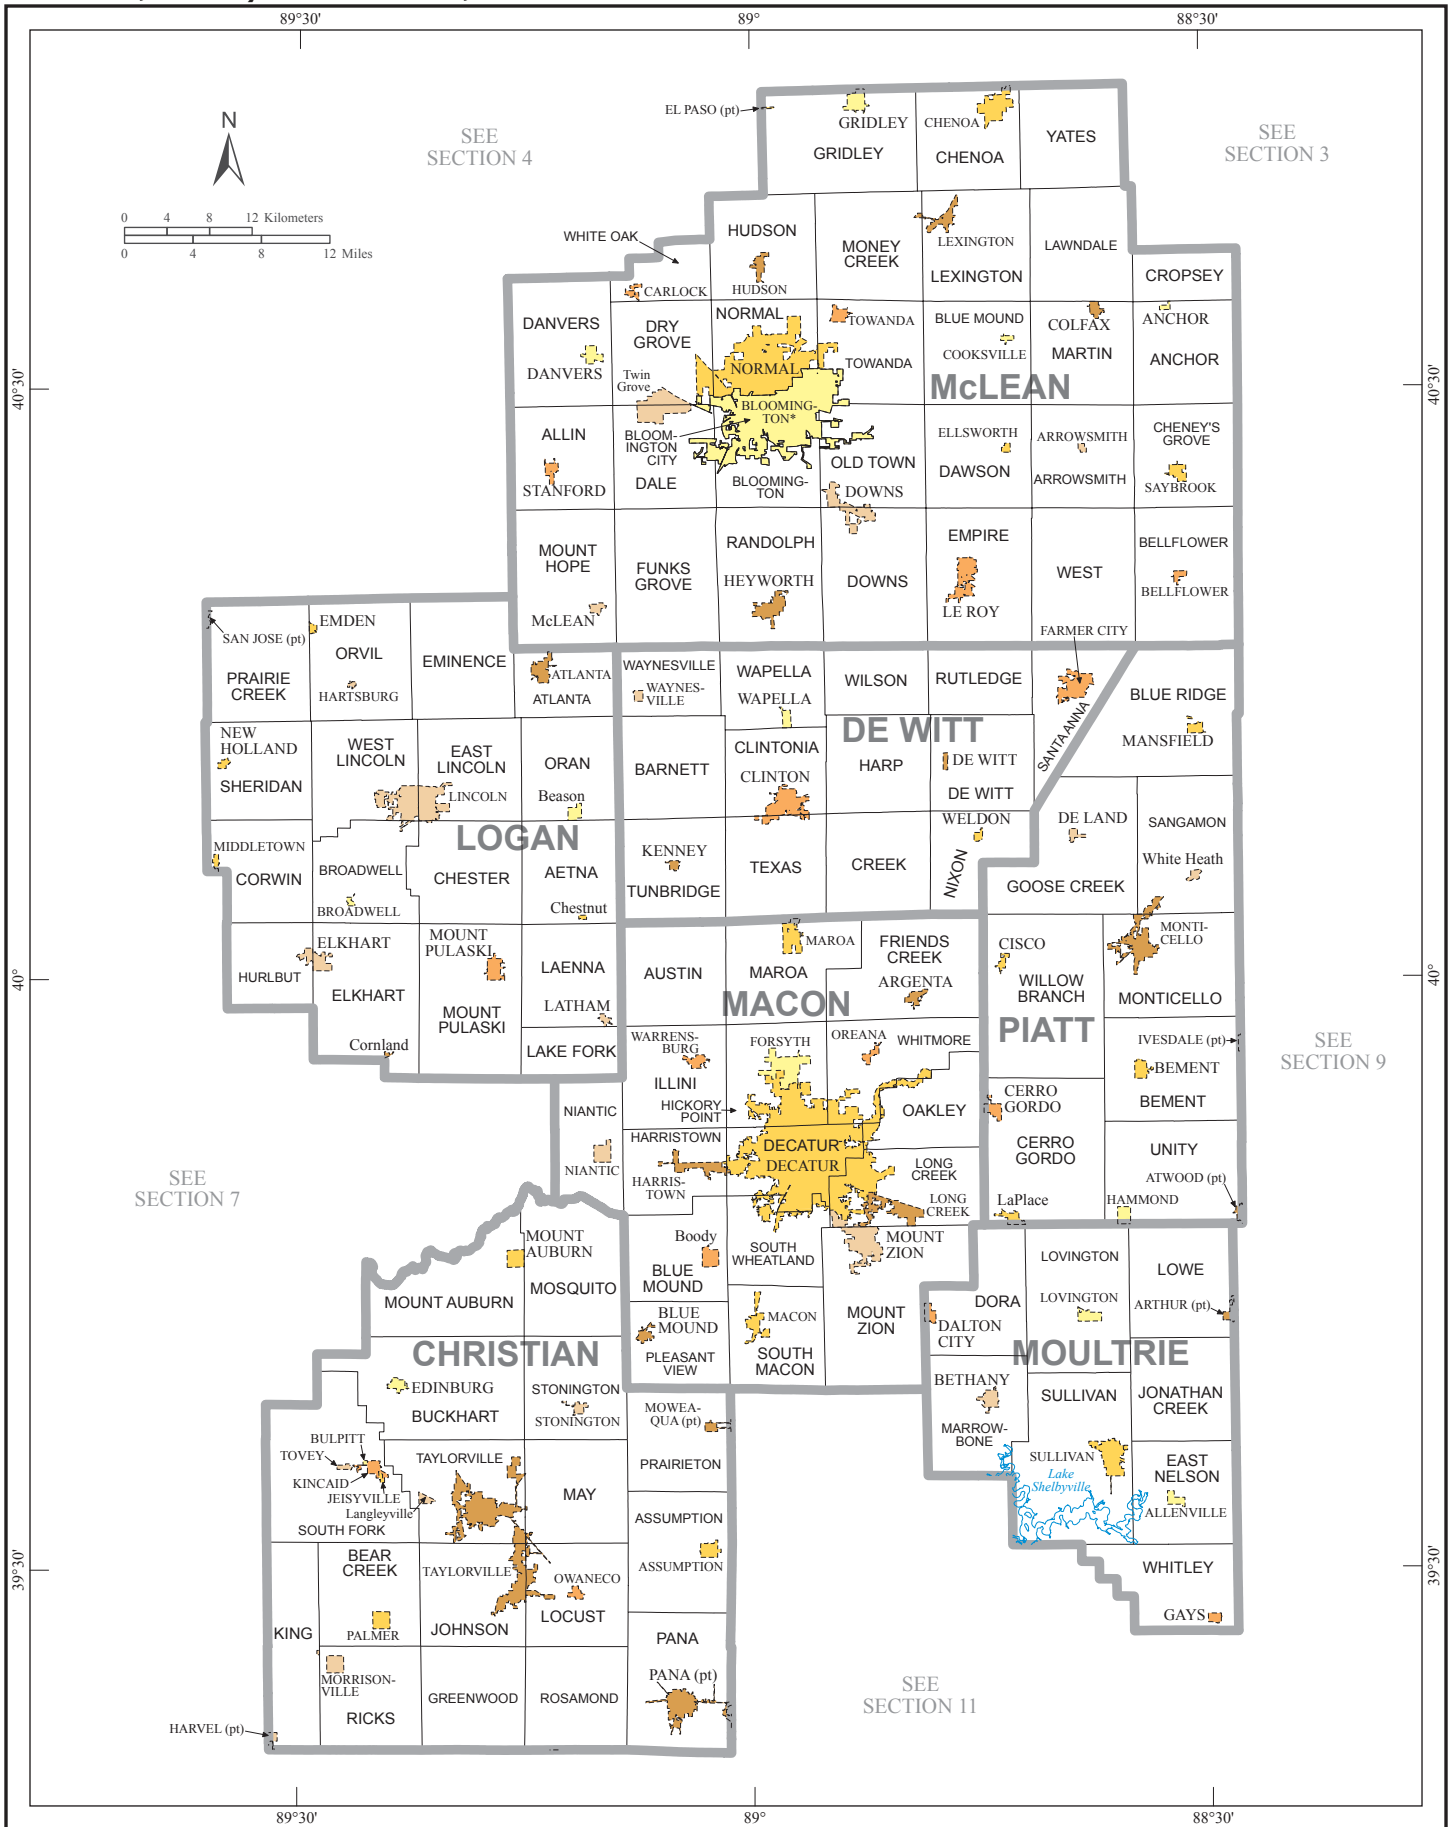 89°30'
89°
88°30'
N
SEE
SECTION 4
SEE
SECTION 3
0 4 8 12 Kilometers
0 4 8 12 Miles
EL PASO (pt)
GRIDLEY
CHENOA
YATES
GRIDLEY
CHENOA
WHITE OAK
HUDSON
MONEY
CREEK
LEXINGTON
LEXINGTON
LAWNDALE
CROPSEY
CARLOCK
HUDSON
DANVERS
DANVERS
DRY
GROVE
NORMAL
NORMAL
TOWANDA
TOWANDA
BLUE MOUND
COOKSVILLE
COLFAX
MARTIN
ANCHOR
ANCHOR
McLEAN
40°30'
40°30'
Twin
Grove
BLOOMING-
TON*
BLOOM-
INGTON
CITY
ALLIN
STANFORD
DALE
BLOOMING-
TON
OLD TOWN
DOWNS
ELLSWORTH
DAWSON
ARROWSMITH
ARROWSMITH
CHENEY'S
GROVE
SAYBROOK
MOUNT
HOPE
McLEAN
FUNKS
GROVE
RANDOLPH
HEYWORTH
DOWNS
EMPIRE
LE ROY
WEST
BELLFLOWER
BELLFLOWER
FARMER CITY
SAN JOSE (pt)
EMDEN
ORVIL
HARTSBURG
PRAIRIE
CREEK
EMINENCE
ATLANTA
ATLANTA
WAYNESVILLE
WAYNES-
VILLE
WAPELLA
WAPELLA
WILSON
RUTLEDGE
SANTA ANNA
BLUE RIDGE
MANSFIELD
DE WITT
NEW
HOLLAND
SHERIDAN
WEST
LINCOLN
EAST
LINCOLN
LINCOLN
ORAN
Beason
BARNETT
CLINTONIA
CLINTON
HARP
DE WITT
DE WITT
LOGAN
MIDDLETOWN
CORWIN
BROADWELL
BROADWELL
CHESTER
AETNA
Chestnut
KENNEY
TUNBRIDGE
TEXAS
CREEK
WELDON
NIXON
DE LAND
GOOSE CREEK
SANGAMON
White Heath
ELKHART
HURLBUT
ELKHART
MOUNT
PULASKI
MOUNT
PULASKI
LAENNA
LATHAM
LAKE FORK
Cornland
40°
40°
AUSTIN
MAROA
MAROA
FRIENDS
CREEK
ARGENTA
MACON
CISCO
WILLOW
BRANCH
MONTI-
CELLO
MONTICELLO
PIATT
WARRENS-
BURG
ILLINI
FORSYTH
OREANA
WHITMORE
HICKORY
POINT
OAKLEY
IVESDALE (pt)
BEMENT
BEMENT
SEE
SECTION 9
CERRO
GORDO
CERRO
GORDO
UNITY
ATWOOD (pt)
HAMMOND
LaPlace
NIANTIC
NIANTIC
HARRISTOWN
HARRIS-
TOWN
DECATUR
DECATUR
LONG
CREEK
LONG
CREEK
SEE
SECTION 7
MOUNT
AUBURN
MOSQUITO
MOUNT AUBURN
Boody
BLUE
MOUND
SOUTH
WHEATLAND
MOUNT
ZION
MOUNT
ZION
BLUE
MOUND
PLEASANT
VIEW
MACON
SOUTH
MACON
DORA
DALTON
CITY
LOVINGTON
LOVINGTON
LOWE
ARTHUR (pt)
MOULTRIE
CHRISTIAN
EDINBURG
BUCKHART
STONINGTON
STONINGTON
MOWEA-
QUA (pt)
PRAIRIETON
BETHANY
MARROW-
BONE
SULLIVAN
SULLIVAN
Lake
Shelbyville
JONATHAN
CREEK
EAST
NELSON
ALLENVILLE
BULPITT
TOVEY
KINCAID
JEISYVILLE
Langleyville
SOUTH FORK
TAYLORVILLE
MAY
ASSUMPTION
ASSUMPTION
39°30'
39°30'
BEAR
CREEK
PALMER
KING
TAYLORVILLE
JOHNSON
OWANECO
LOCUST
WHITLEY
GAYS
MORRISON-
VILLE
RICKS
GREENWOOD
ROSAMOND
PANA
PANA (pt)
HARVEL (pt)
SEE
SECTION 11
89°30'
89°
88°30'